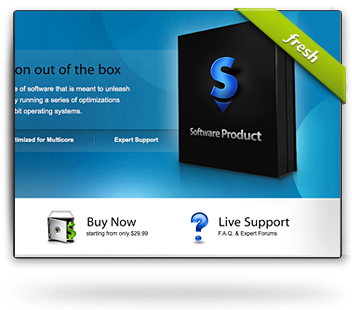 fresh
on out of the box
e of software that is meant to unleash
y running a series of optimizations
bit operating systems.
timized for Multicore
Expert Support
S
Software Product
Buy Now
starting from only $29.99
Live Support
F.A.Q. & Expert Forums